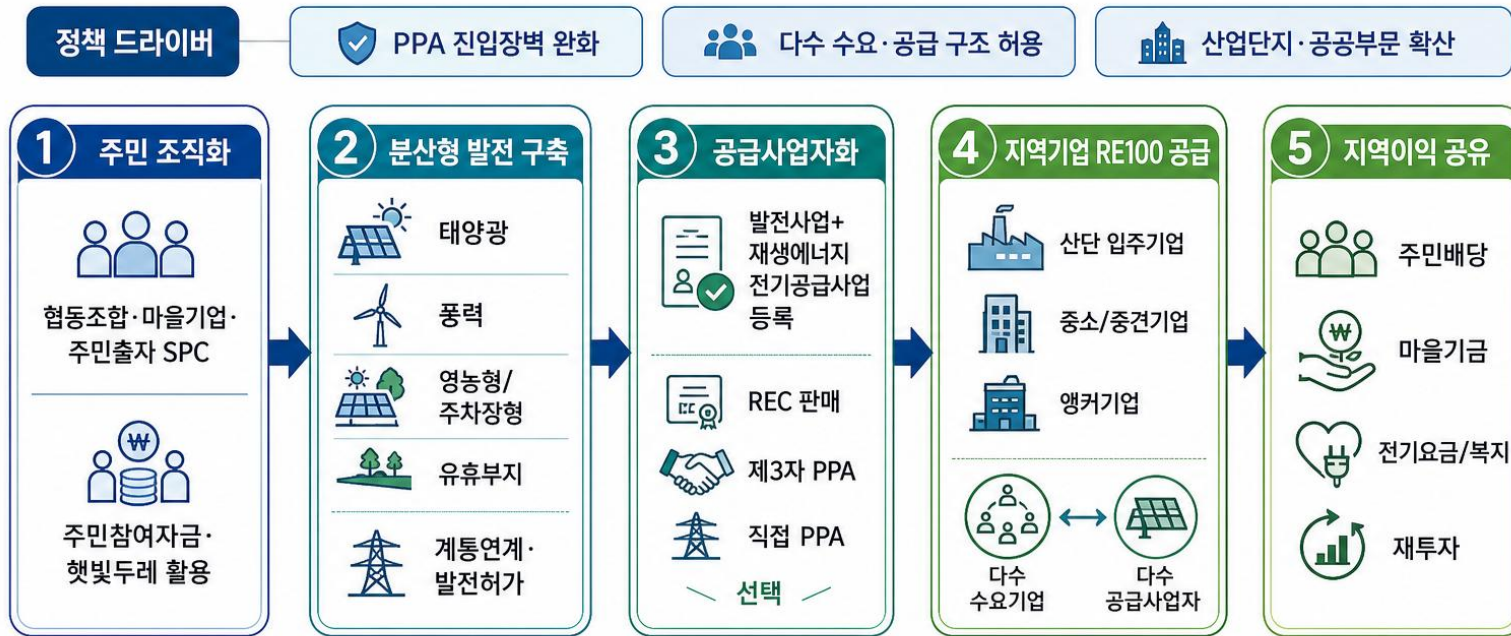 정책 드라이버
PPA 진입장벽 완화
다수 수요·공급 구조 허용
산업단지·공공부문 확산
1 주민 조직화
협동조합·마을기업·
주민출자 SPC
₩
주민참여자금·
햇빛두레 활용
2 분산형 발전 구축
태양광
풍력
영농형/
주차장형
유휴부지
계통연계·
발전허가
3 공급사업자화
발전사업+
재생에너지
전기공급사업
등록
REC 판매
제3자 PPA
직접 PPA
선택
4 지역기업 RE100 공급
산단 입주기업
중소/중견기업
앵커기업
다수
수요기업
다수
공급사업자
5 지역이익 공유
주민배당
₩
마을기금
전기요금/복지
재투자